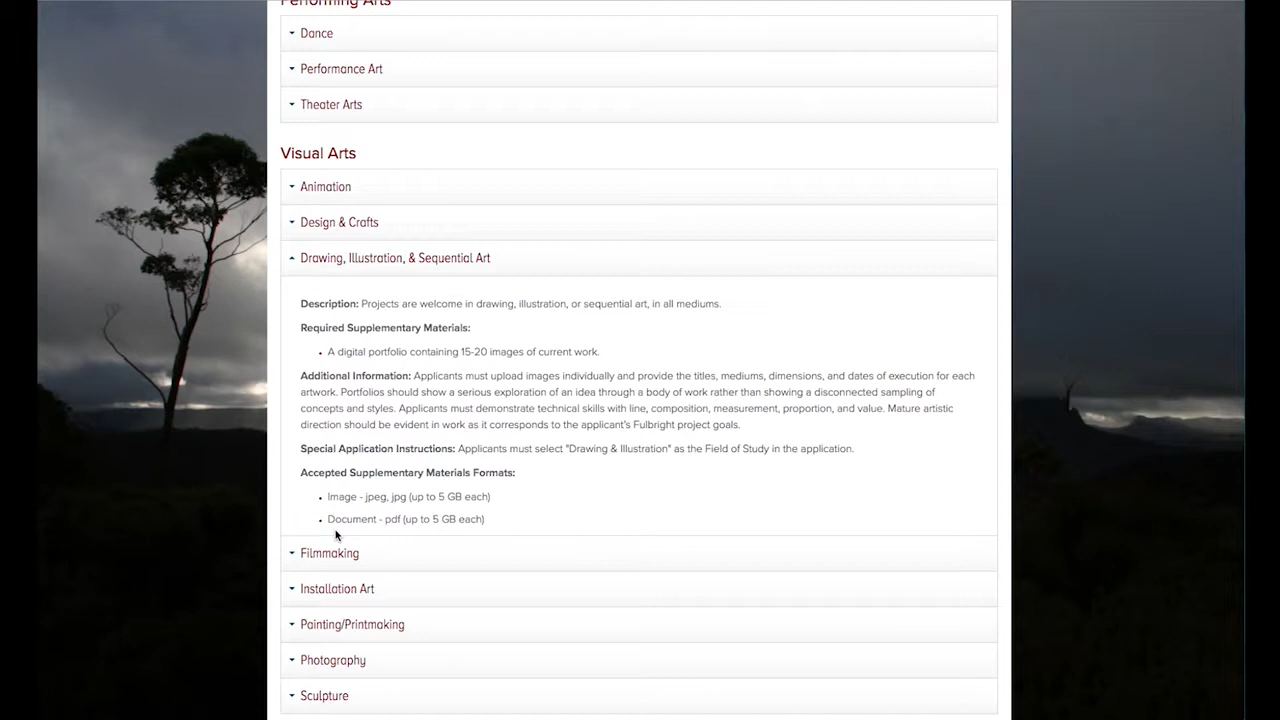 Performing Arts
Dance
Performance Art
Theater Arts
Visual Arts
Animation
Design & Crafts
Drawing, Illustration, & Sequential Art
Description: Projects are welcome in drawing, illustration, or sequential art, in all mediums.
Required Supplementary Materials:
• A digital portfolio containing 15-20 images of current work.
Additional Information: Applicants must upload images individually and provide the titles, mediums, dimensions, and dates of execution for each
artwork. Portfolios should show a serious exploration of an idea through a body of work rather than showing a disconnected sampling of
concepts and styles. Applicants must demonstrate technical skills with line, composition, measurement, proportion, and value. Mature artistic
direction should be evident in work as it corresponds to the applicant's Fulbright project goals.
Special Application Instructions: Applicants must select "Drawing & Illustration" as the Field of Study in the application.
Accepted Supplementary Materials Formats:
• Image - jpeg, jpg (up to 5 GB each)
• Document - pdf (up to 5 GB each)
Filmmaking
Installation Art
Painting/Printmaking
Photography
Sculpture